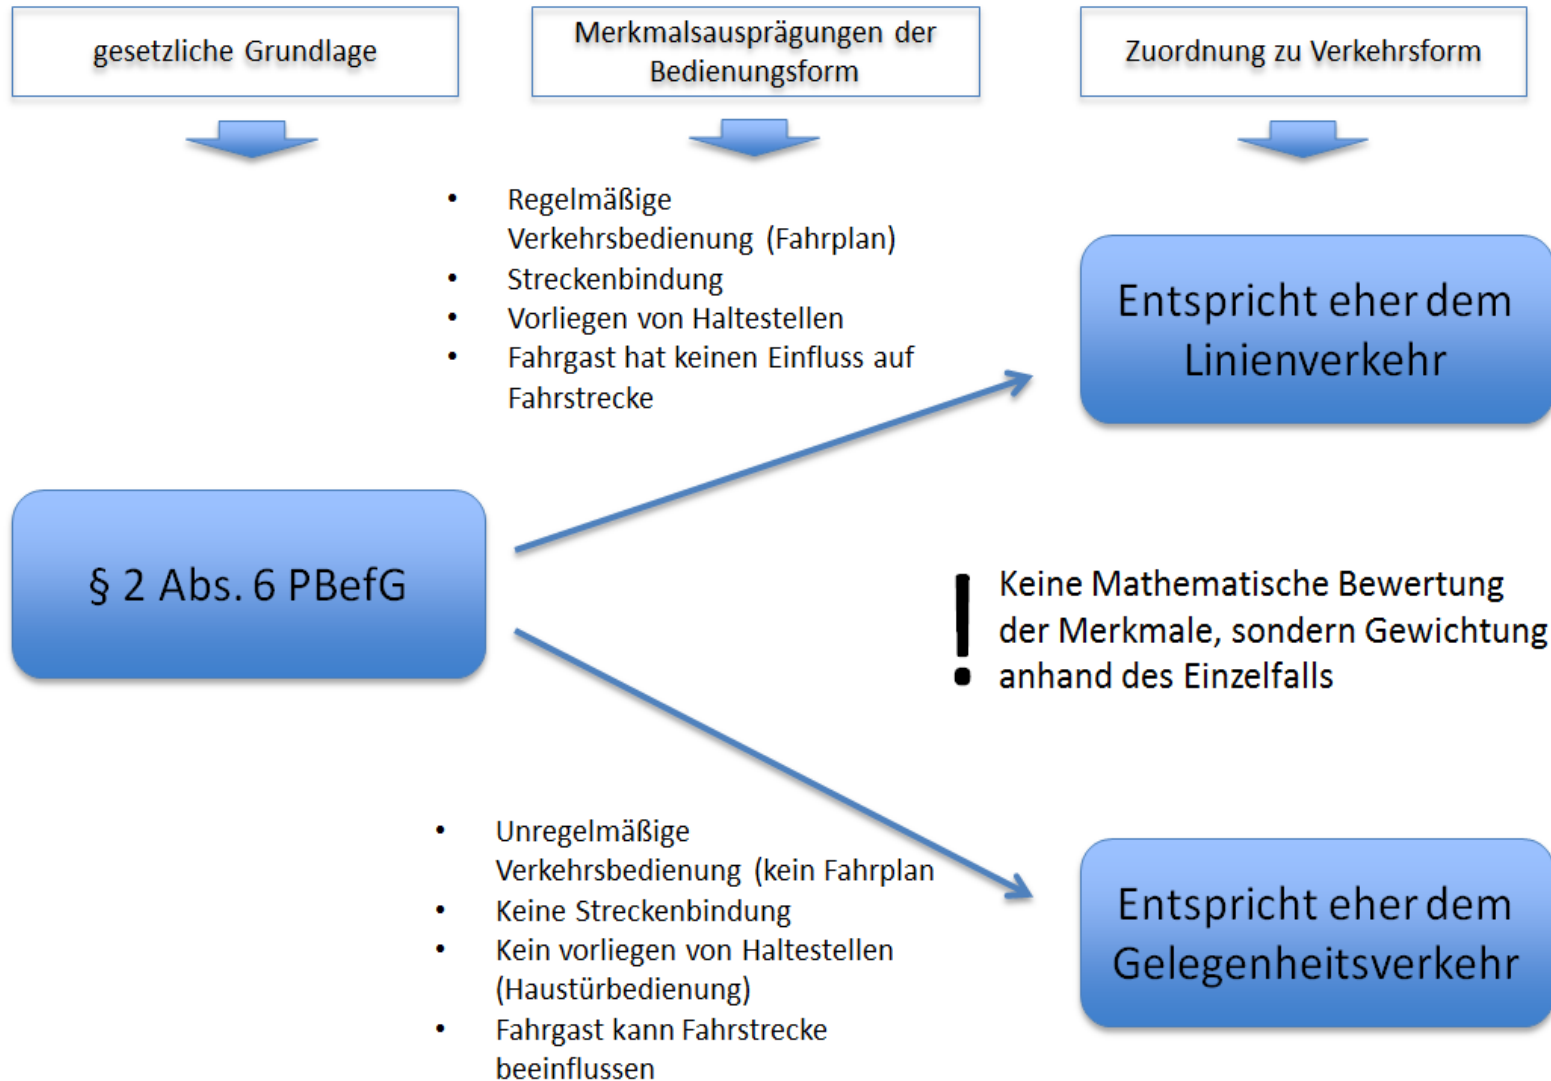 gesetzliche Grundlage
Merkmalsausprägungen der
Bedienungsform
Zuordnung zu Verkehrsform
• Regelmäßige
Verkehrsbedienung (Fahrplan)
• Streckenbindung
• Vorliegen von Haltestellen
• Fahrgast hat keinen Einfluss auf
Fahrstrecke
Entspricht eher dem
Linienverkehr
§ 2 Abs. 6 PBefG
! Keine Mathematische Bewertung
der Merkmale, sondern Gewichtung
anhand des Einzelfalls
• Unregelmäßige
Verkehrsbedienung (kein Fahrplan
• Keine Streckenbindung
• Kein vorliegen von Haltestellen
(Haustürbedienung)
• Fahrgast kann Fahrstrecke
beeinflussen
Entspricht eher dem
Gelegenheitsverkehr